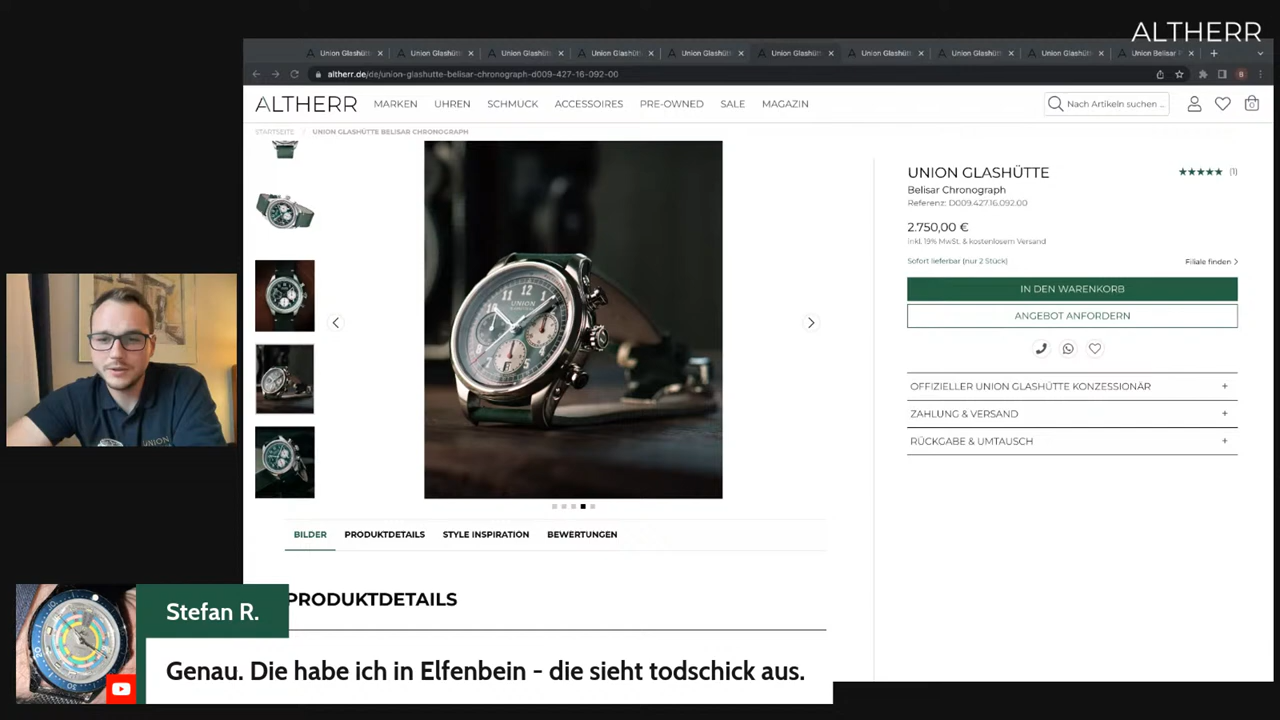 ALTHERR
Union Glashütt
Union Glashütt
Union Glashütt
Union Glashütt
Union Glashütt
Union Glashütt
Union Glashütt
Union Glashütt
Union Glashütt
Union Belisar
altherr.de/de/union-glashutte-belisar-chronograph-d009-427-16-092-00
ALTHERR MARKEN UHREN SCHMUCK ACCESSOIRES PRE-OWNED SALE MAGAZIN Nach Artikeln suchen ... 0
STARTSEITE / UNION GLASHÜTTE BELISAR CHRONOGRAPH
UNION GLASHÜTTE (1)
Belisar Chronograph
Referenz: D009.427.16.092.00
2.750,00 €
Inkl. 19% MwSt. & kostenlosem Versand
Sofort lieferbar (nur 2 Stück) Filiale finden
IN DEN WARENKORB
ANGEBOT ANFORDERN
OFFIZIELLER UNION GLASHÜTTE KONZESSIONÄR +
ZAHLUNG & VERSAND +
RÜCKGABE & UMTAUSCH +
12
UNION
BILDER PRODUKTDETAILS STYLE INSPIRATION BEWERTUNGEN
PRODUKTDETAILS
UNION
Stefan R.
Genau. Die habe ich in Elfenbein - die sieht todschick aus.